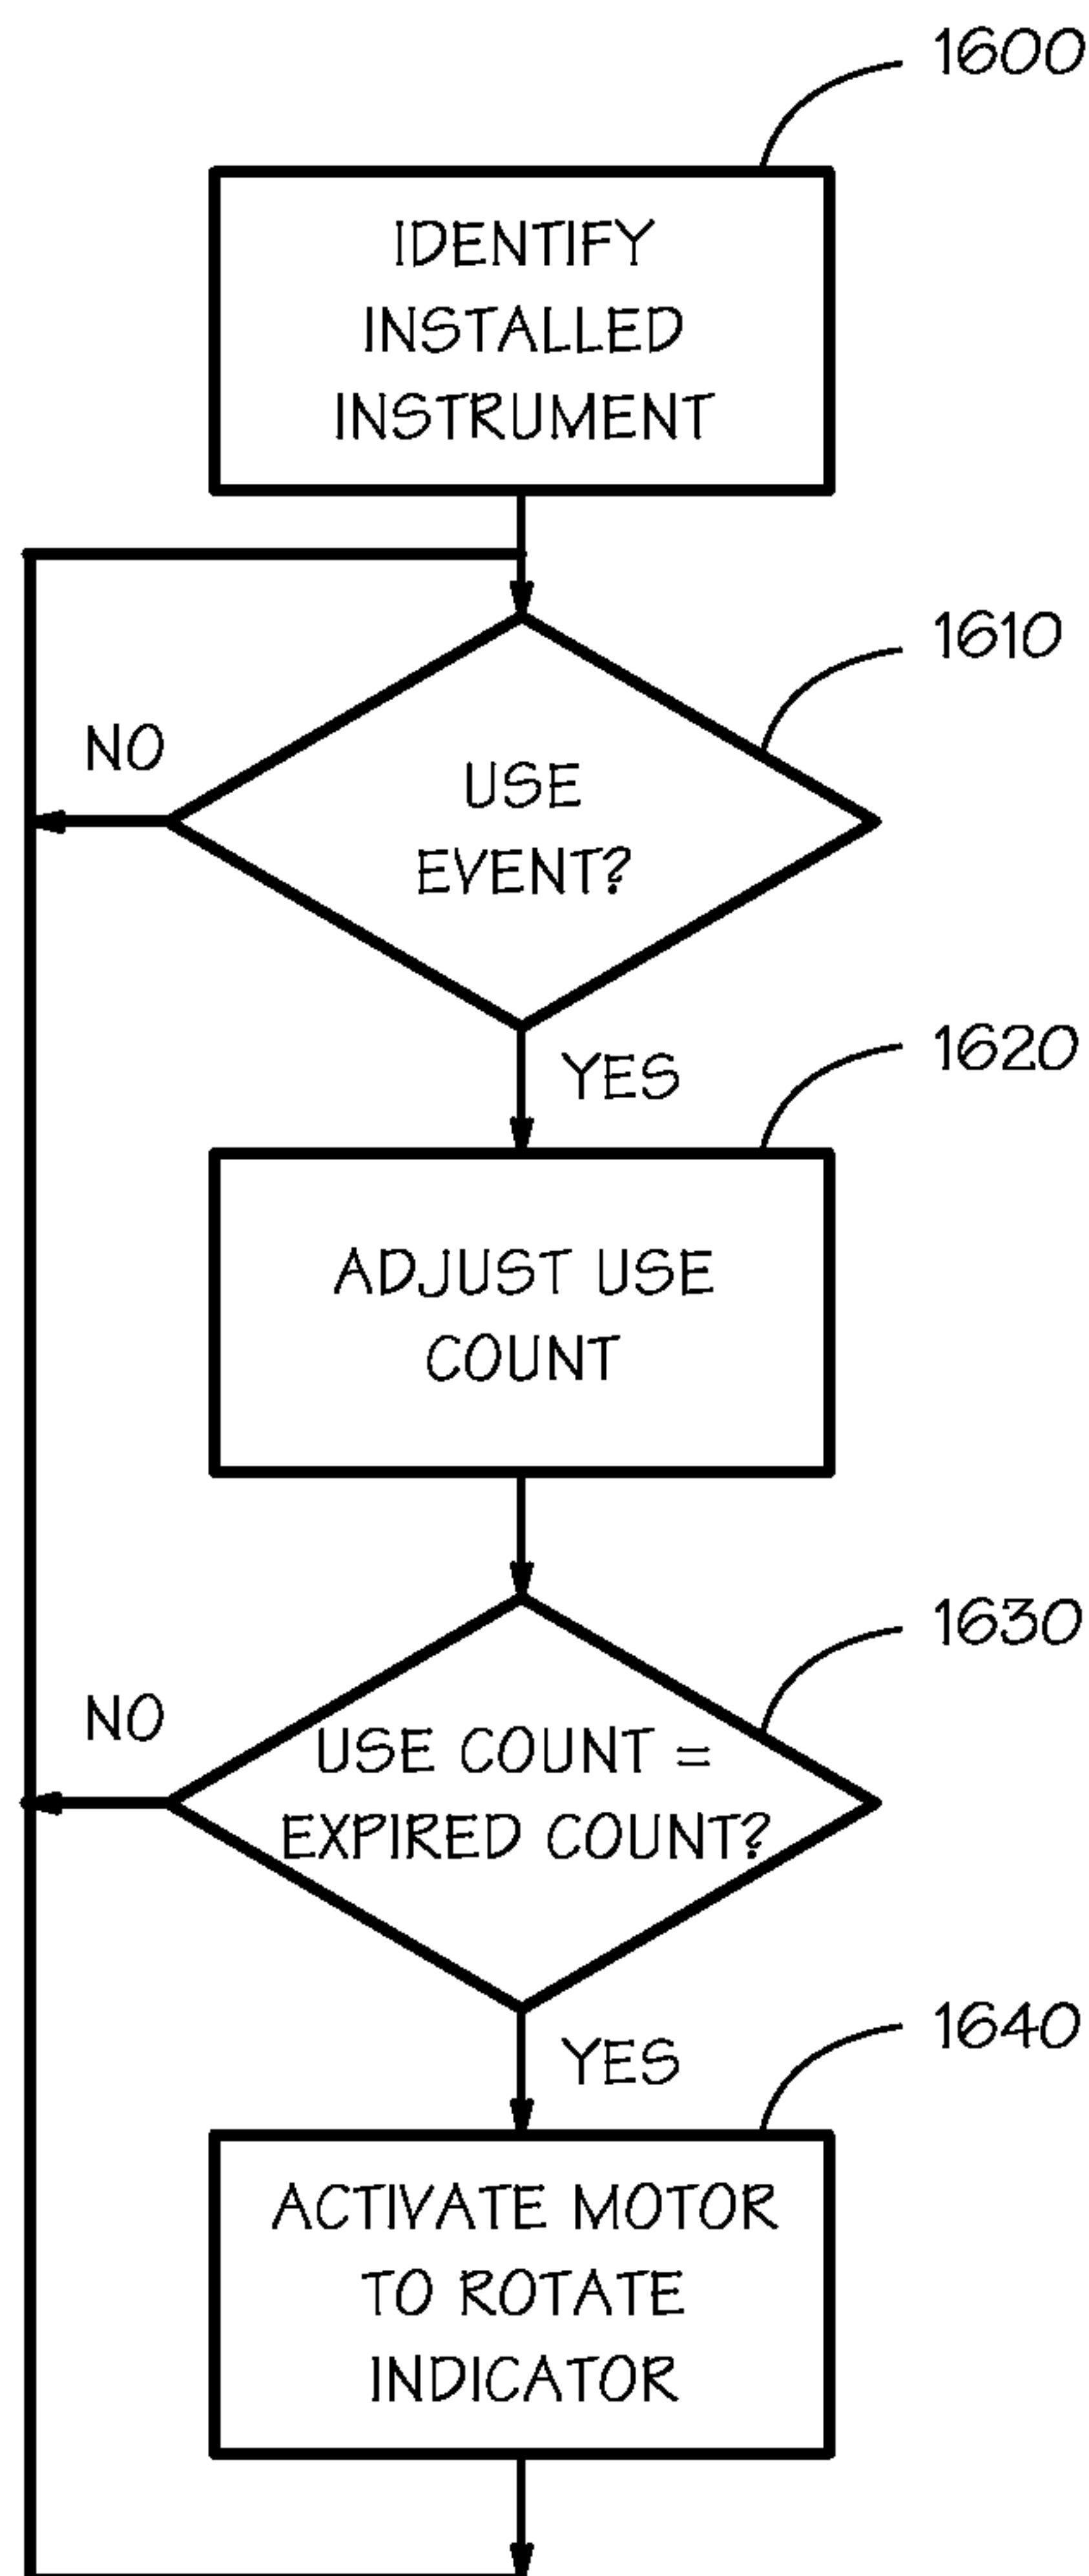 1600
IDENTIFY
INSTALLED
INSTRUMENT
1610
NO
USE
EVENT?
YES
1620
ADJUST USE
COUNT
1630
NO
USE COUNT =
EXPIRED COUNT?
YES
1640
ACTIVATE MOTOR
TO ROTATE
INDICATOR